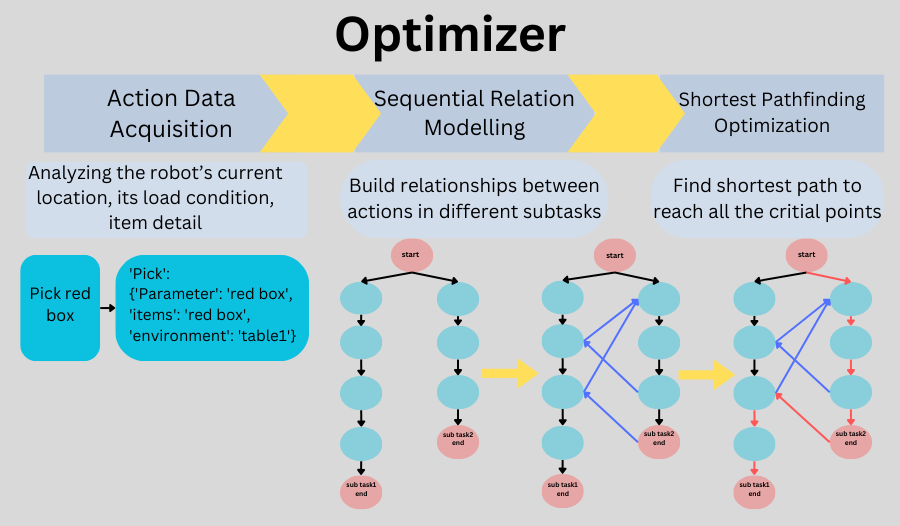 Optimizer
Action Data
Acquisition
Sequential Relation
Modelling
Shortest Pathfinding
Optimization
Analyzing the robot’s current
location, its load condition,
item detail
Build relationships between
actions in different subtasks
Find shortest path to
reach all the critial points
Pick red
box
'Pick':
{'Parameter': 'red box',
'items': 'red box',
'environment': 'table1'}
start
sub task2
end
sub task1
end
start
sub task2
end
sub task1
end
start
sub task2
end
sub task1
end